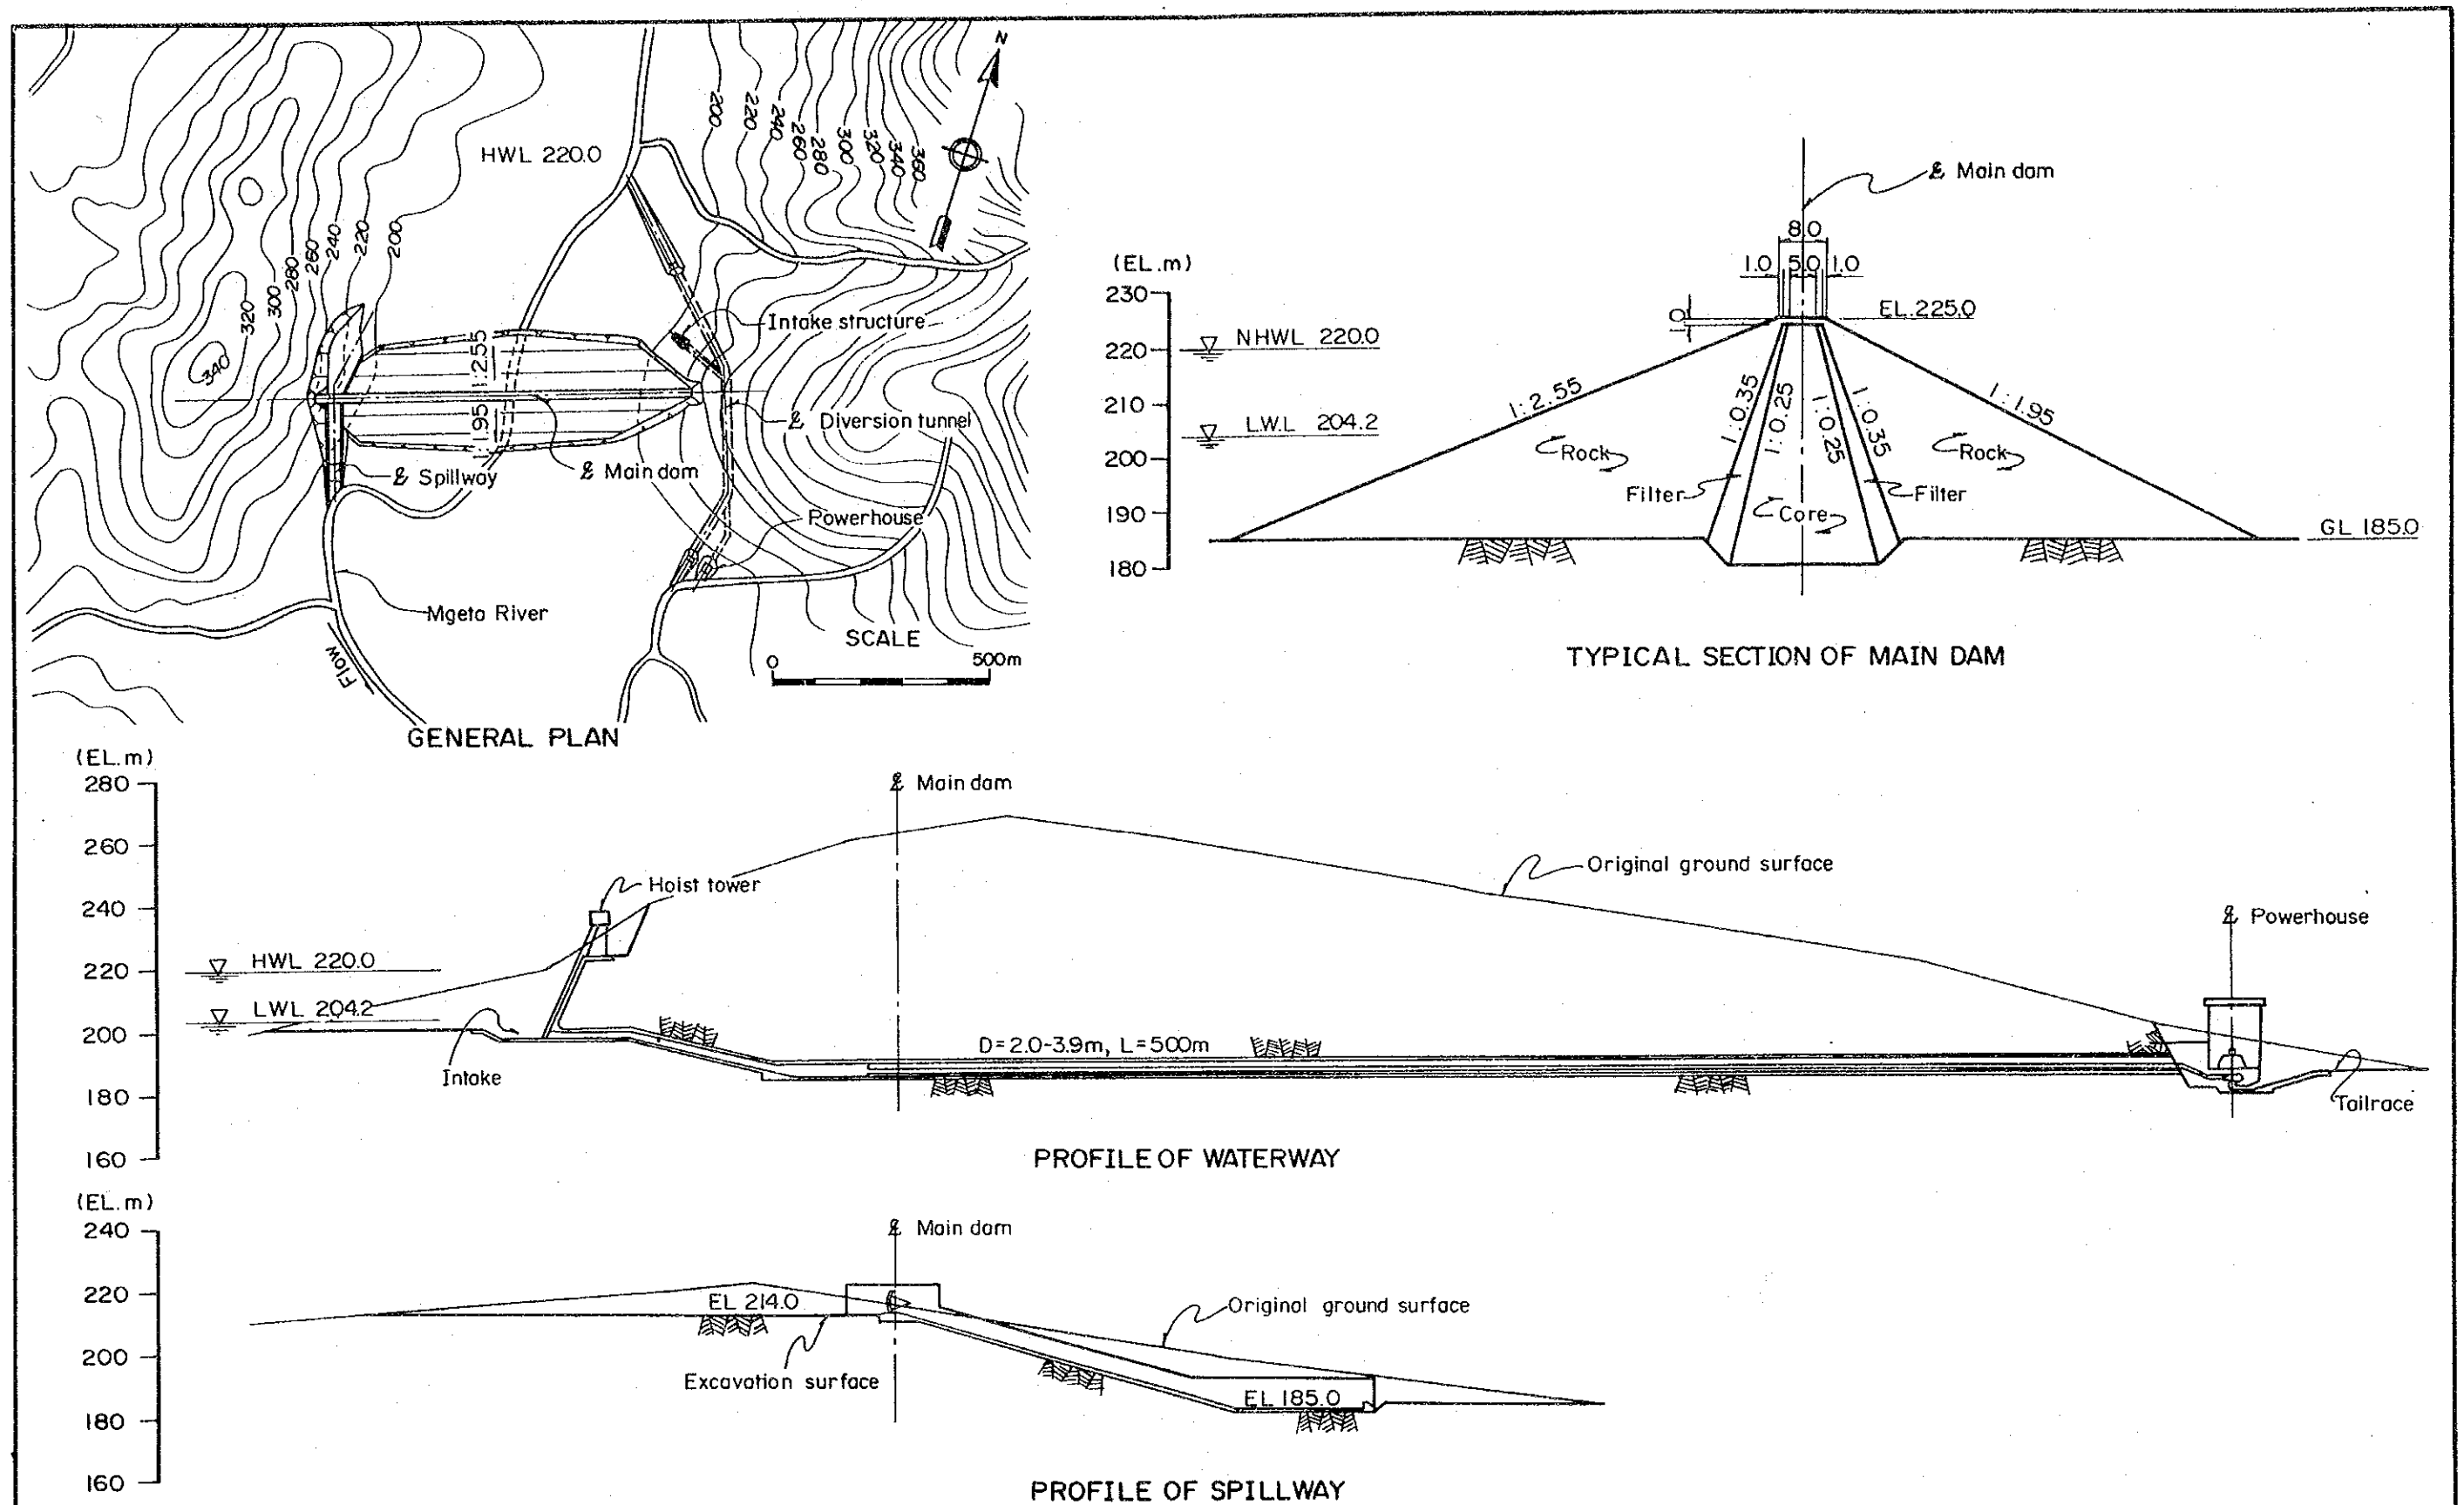 N
HWL 220.0
200
220
240
260
280
300
320
340
360
200
220
240
260
280
300
320
340
1:2.55
1:1.95
Intake structure
℄ Diversion tunnel
℄ Spillway
℄ Main dam
Powerhouse
Mgeta River
Flow
SCALE
0 500m
GENERAL PLAN
℄ Main dam
8.0
1.0 5.0 1.0
(EL.m)
230
220
210
200
190
180
NHWL 220.0
L.W.L 204.2
EL.225.0
1:2.55
1:0.35
1:0.25
1:0.25
1:0.35
1:1.95
Rock
Rock
Filter
Filter
Core
GL 185.0
TYPICAL SECTION OF MAIN DAM
(EL.m)
280
260
240
220
200
180
160
℄ Main dam
Hoist tower
Original ground surface
℄ Powerhouse
HWL 220.0
LWL 204.2
D=2.0-3.9m, L=500m
Intake
Tailrace
PROFILE OF WATERWAY
(EL.m)
240
220
200
180
160
℄ Main dam
EL 214.0
Original ground surface
Excavation surface
EL 185.0
PROFILE OF SPILLWAY